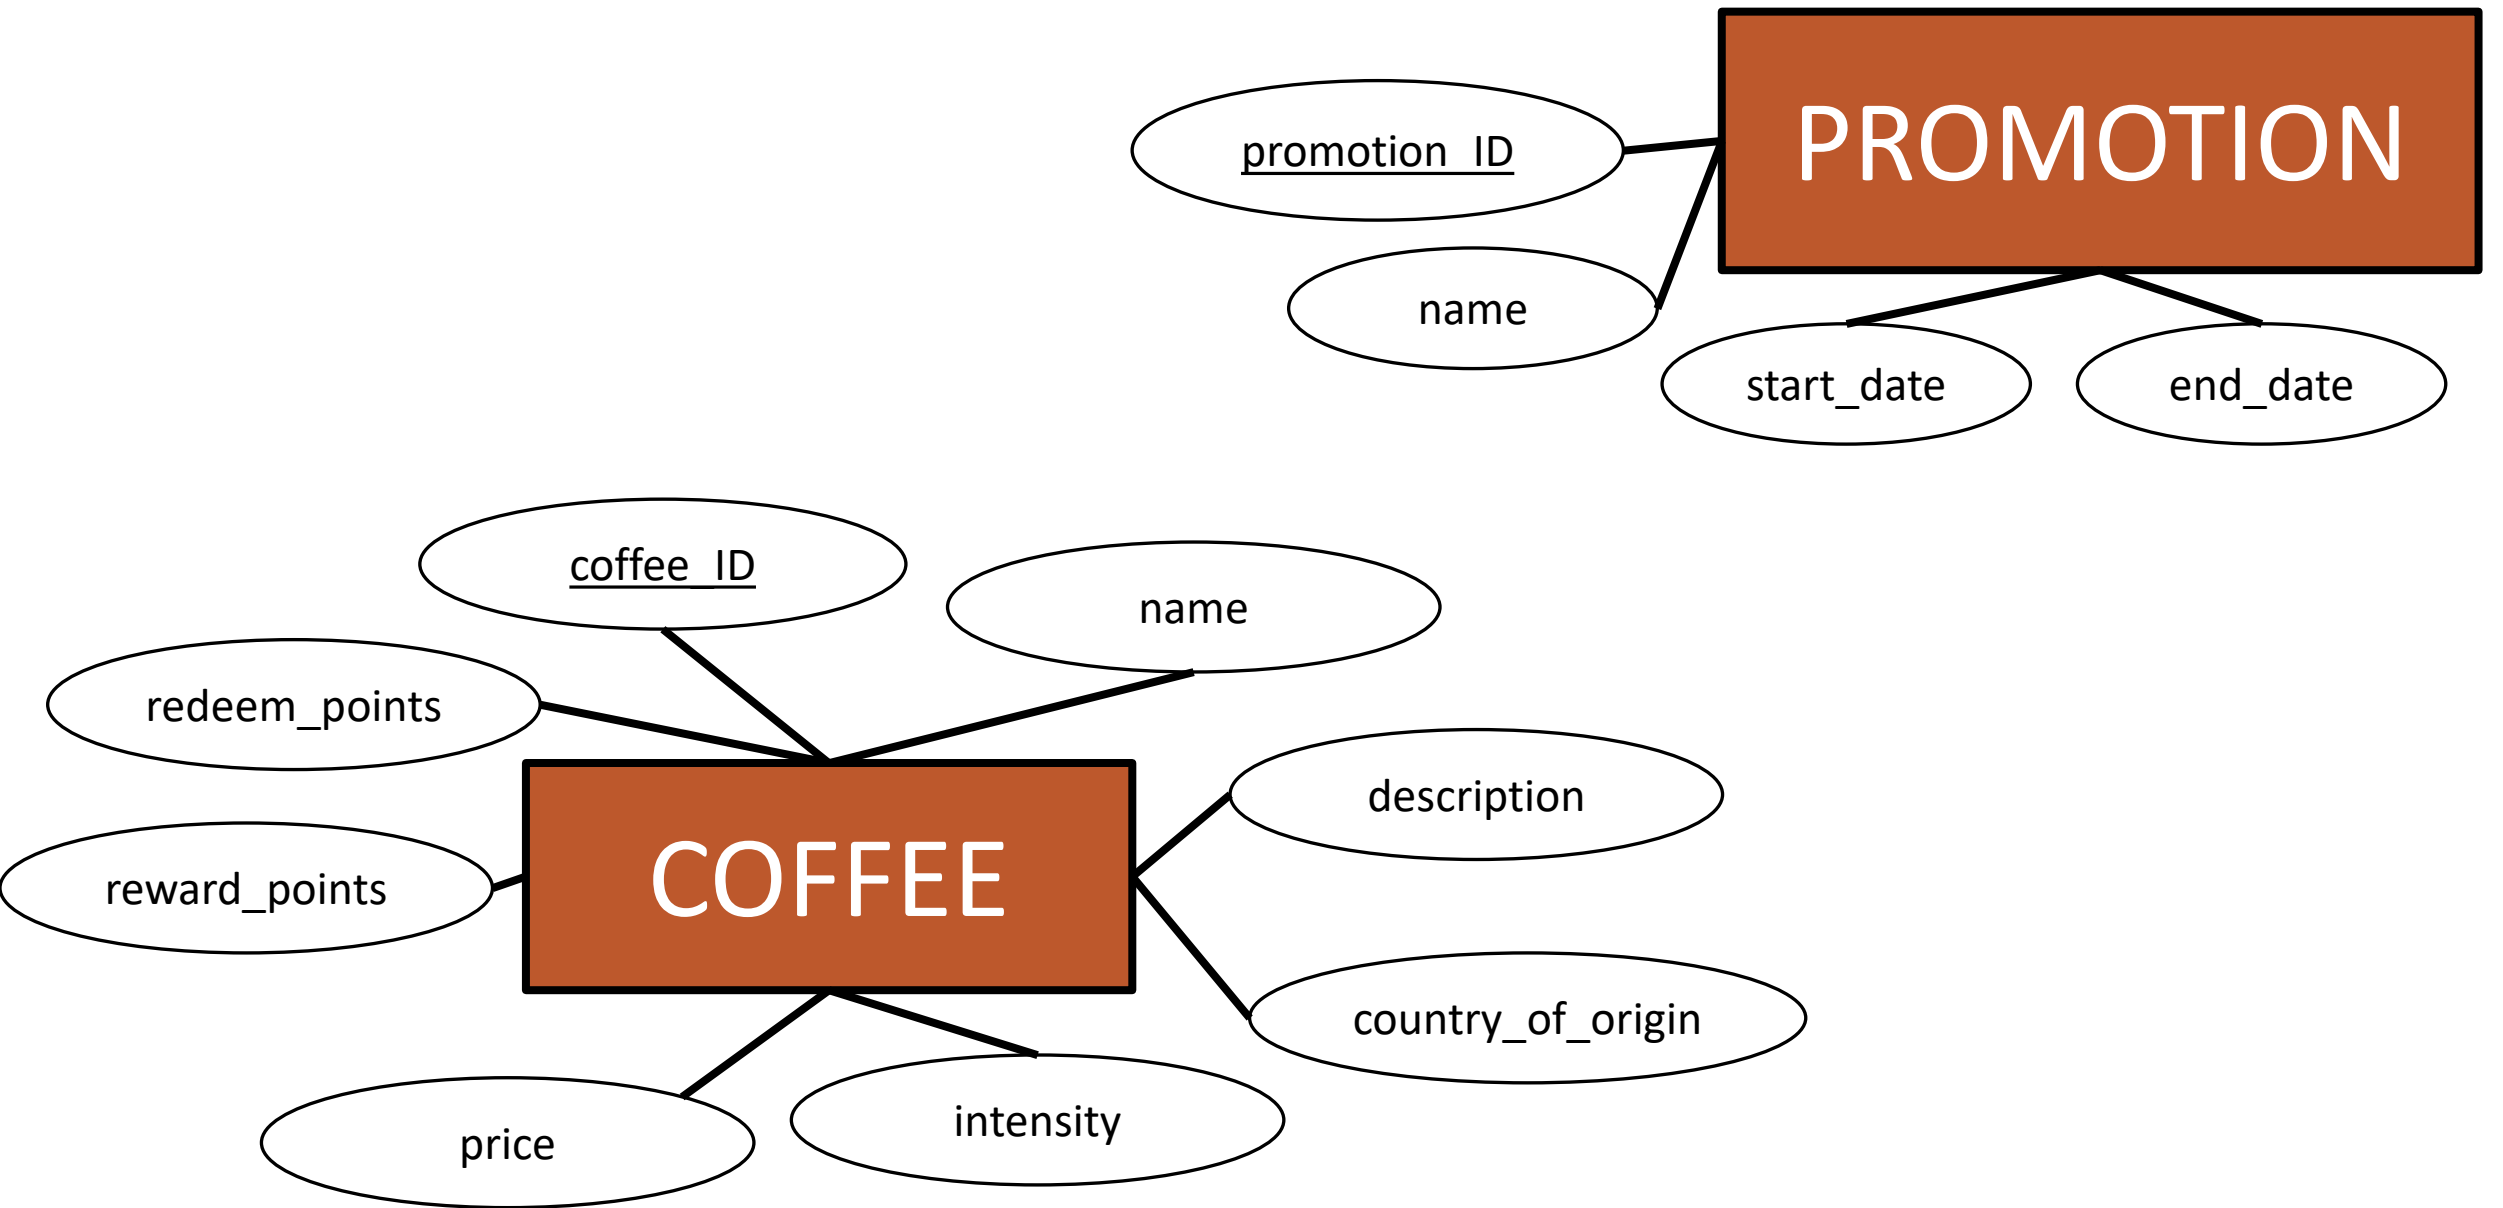 PROMOTION
promotion_ID
name
start_date
end_date
coffee_ID
name
redeem_points
description
COFFEE
reward_points
country_of_origin
intensity
price